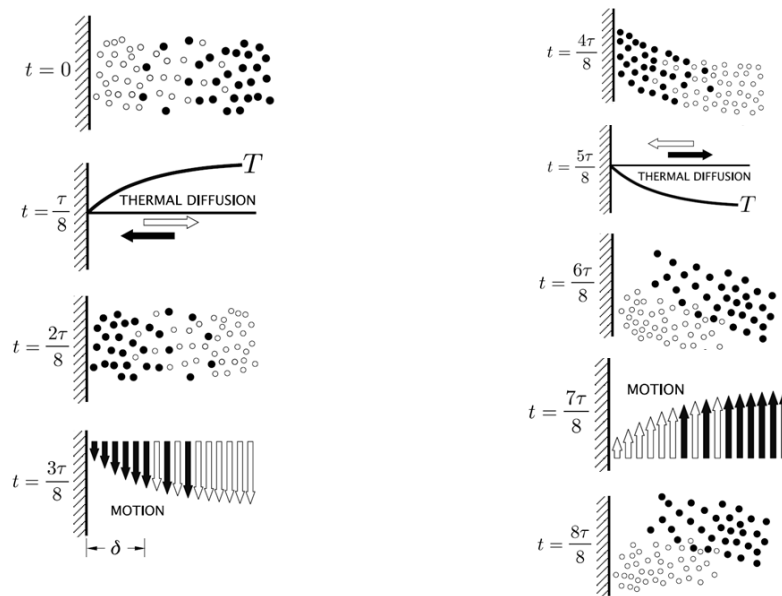 t = 0
T
THERMAL DIFFUSION
t = τ/8
t = 2τ/8
t = 3τ/8
MOTION
δ
t = 4τ/8
t = 5τ/8
THERMAL DIFFUSION
T
t = 6τ/8
MOTION
t = 7τ/8
t = 8τ/8